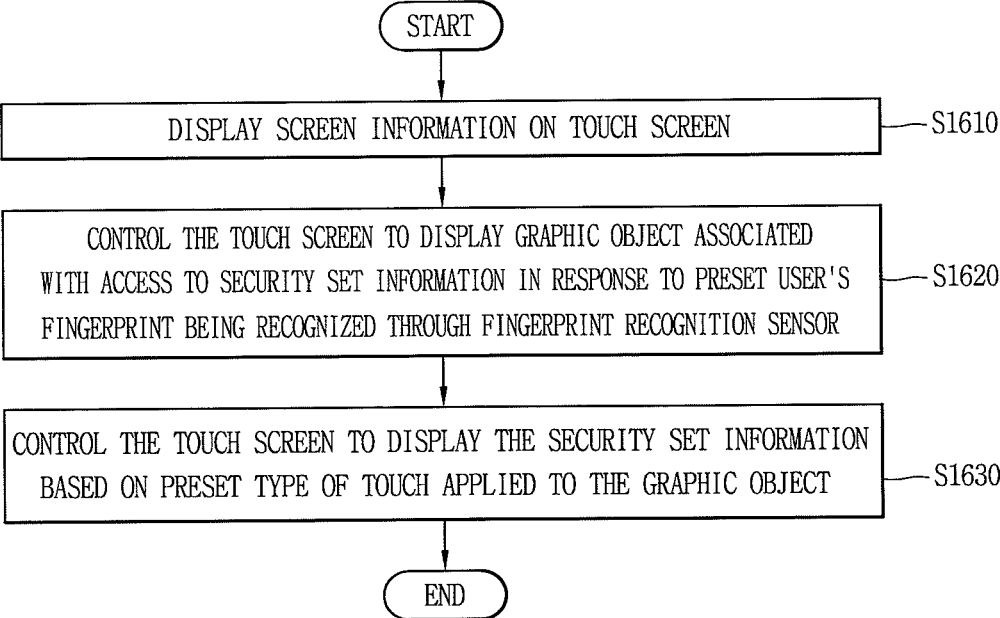 START
DISPLAY SCREEN INFORMATION ON TOUCH SCREEN
S1610
CONTROL THE TOUCH SCREEN TO DISPLAY GRAPHIC OBJECT ASSOCIATED
WITH ACCESS TO SECURITY SET INFORMATION IN RESPONSE TO PRESET USER'S
FINGERPRINT BEING RECOGNIZED THROUGH FINGERPRINT RECOGNITION SENSOR
S1620
CONTROL THE TOUCH SCREEN TO DISPLAY THE SECURITY SET INFORMATION
BASED ON PRESET TYPE OF TOUCH APPLIED TO THE GRAPHIC OBJECT
S1630
END